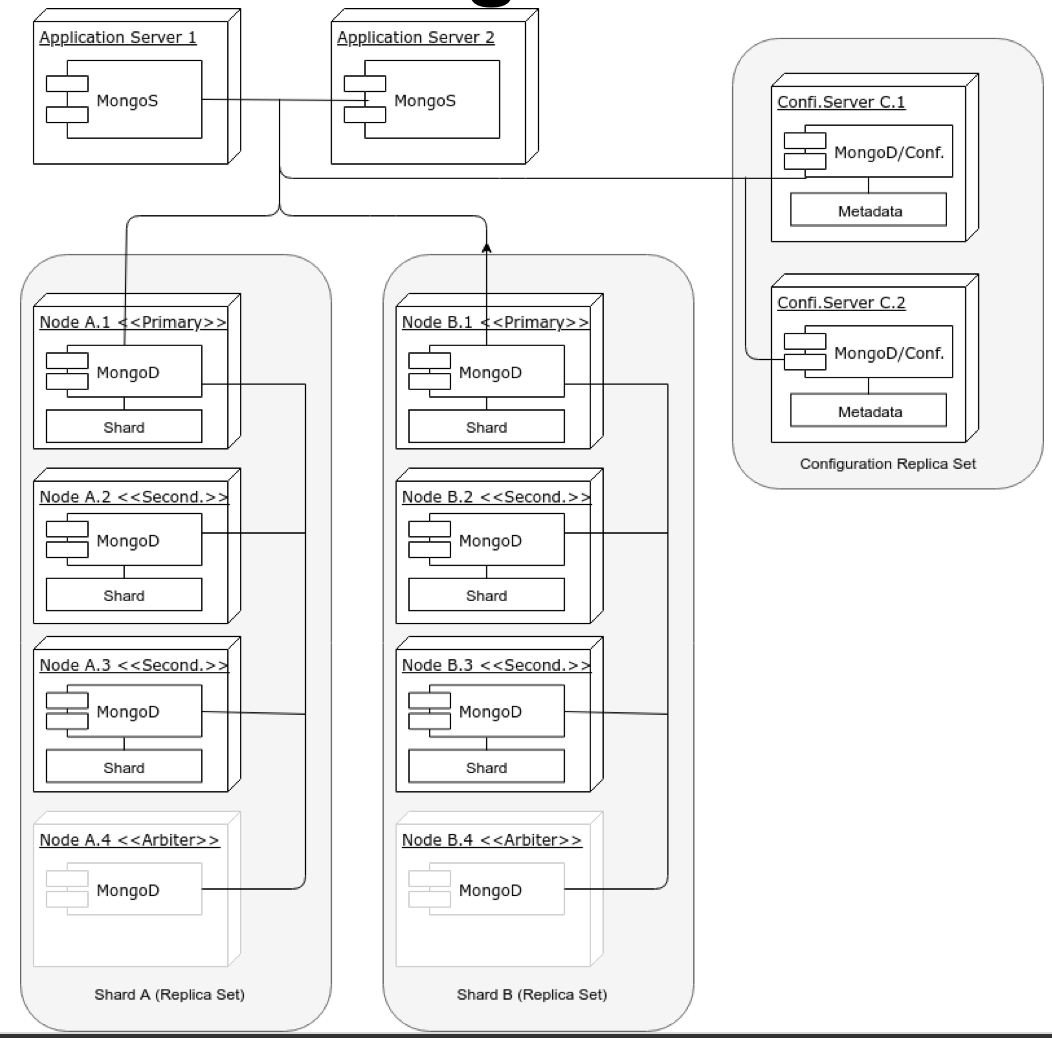 Application Server 1
MongoS
Application Server 2
MongoS
Confi.Server C.1
MongoD/Conf.
Metadata
Confi.Server C.2
MongoD/Conf.
Metadata
Configuration Replica Set
Node A.1 <<Primary>>
MongoD
Shard
Node A.2 <<Second.>>
MongoD
Shard
Node A.3 <<Second.>>
MongoD
Shard
Node A.4 <<Arbiter>>
MongoD
Shard A (Replica Set)
Node B.1 <<Primary>>
MongoD
Shard
Node B.2 <<Second.>>
MongoD
Shard
Node B.3 <<Second.>>
MongoD
Shard
Node B.4 <<Arbiter>>
MongoD
Shard B (Replica Set)